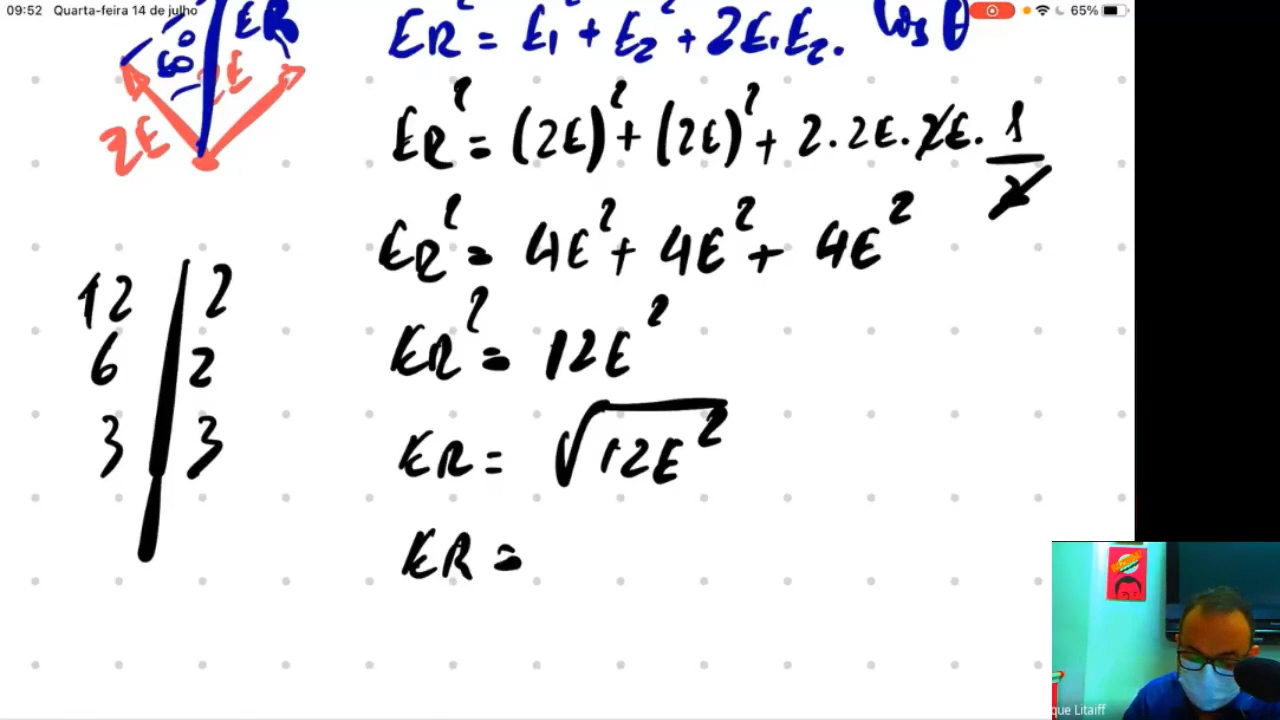 09:52 Quarta-feira 14 de julho
65%
ER² = E₁² + E₂² + 2E₁E₂. cos θ
ER
60
2E
2E
ER² = (2E)² + (2E)² + 2.2E.2E. 1/2
ER² = 4E² + 4E² + 4E²
12 | 2
6 | 2
3 | 3
ER² = 12E²
ER = √12E²
ER =
que Litaiff